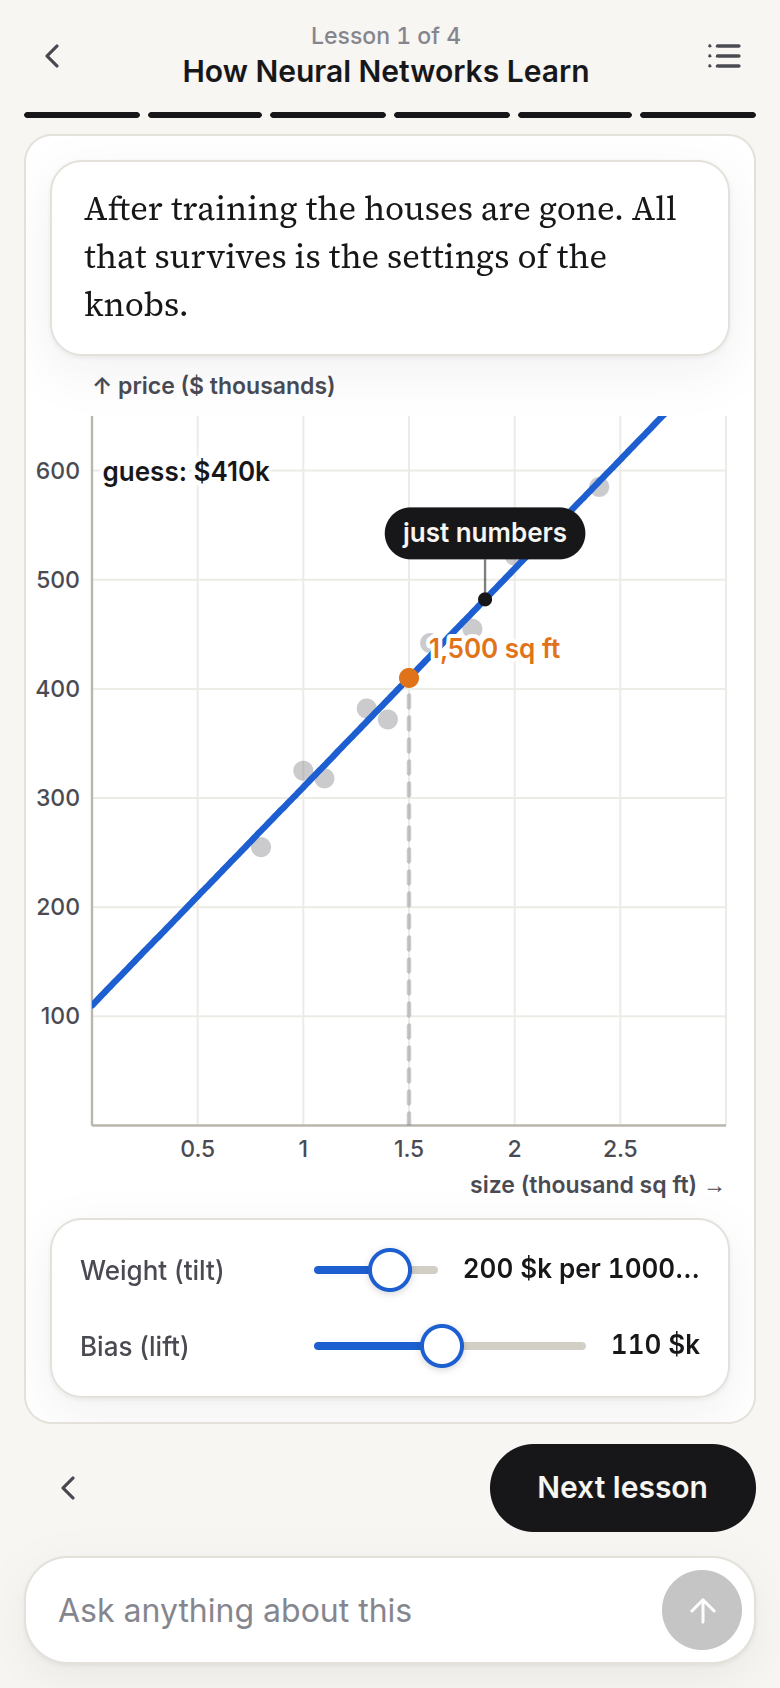 Lesson 1 of 4
How Neural Networks Learn
After training the houses are gone. All
that survives is the settings of the
knobs.
↑ price ($ thousands)
600
guess: $410k
just numbers
500
1,500 sq ft
400
300
200
100
0.5 1 1.5 2 2.5
size (thousand sq ft) →
Weight (tilt) 200 $k per 1000...
Bias (lift) 110 $k
Next lesson
Ask anything about this